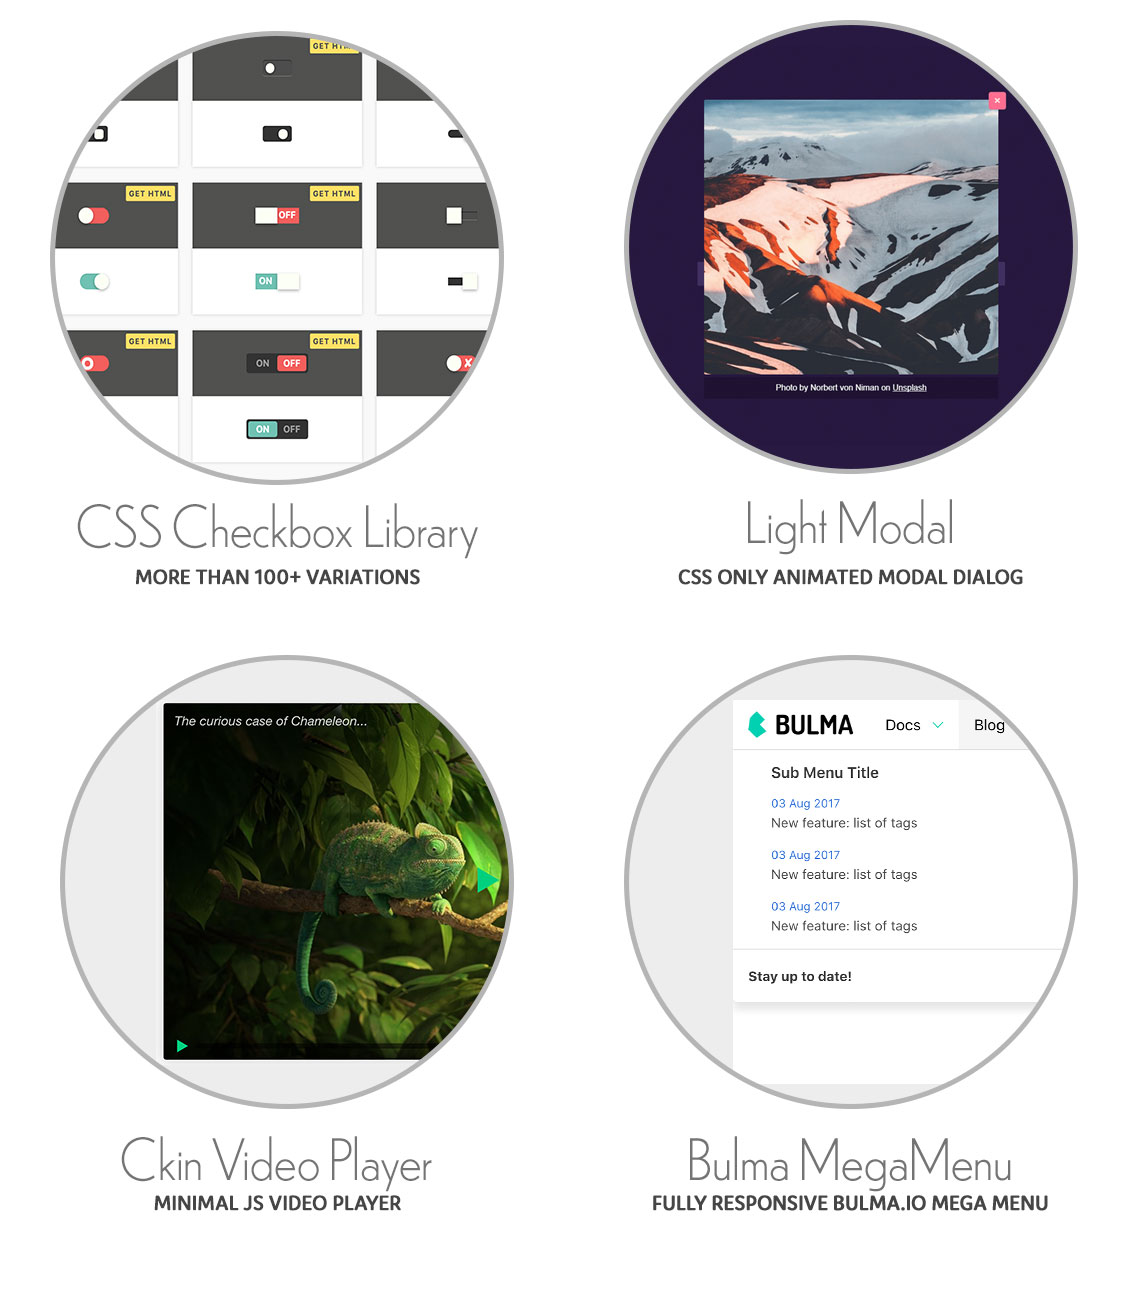 GET HTML
GET HTML
GET HTML
OFF
ON
GET HTML
GET HTML
ON OFF
ON OFF
CSS Checkbox Library
MORE THAN 100+ VARIATIONS
Photo by Norbert von Niman on Unsplash
Light Modal
CSS ONLY ANIMATED MODAL DIALOG
The curious case of Chameleon...
Ckin Video Player
MINIMAL JS VIDEO PLAYER
BULMA Docs Blog
Sub Menu Title
03 Aug 2017
New feature: list of tags
03 Aug 2017
New feature: list of tags
03 Aug 2017
New feature: list of tags
Stay up to date!
Bulma MegaMenu
FULLY RESPONSIVE BULMA.IO MEGA MENU